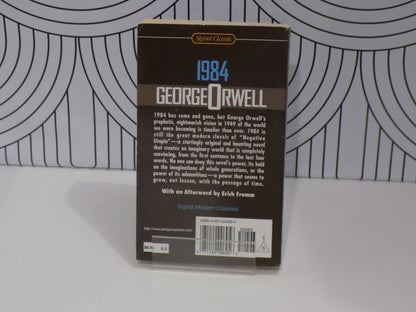 Signet Classic
1984
GEORGE ORWELL
1984 has come and gone, but George Orwell's
prophetic, nightmarish vision in 1949 of the world
we were becoming is timelier than ever. 1984 is
still the great modern classic of "Negative
Utopia"—a startlingly original and haunting novel
that creates an imaginary world that is completely
convincing, from the first sentence to the last four
words. No one can deny this novel's power, its hold
on the imaginations of whole generations, or the
power of its admonitions—a power that seems to
grow, not lessen, with the passage of time.
With an Afterword by Erich Fromm
Signet Modern Classics